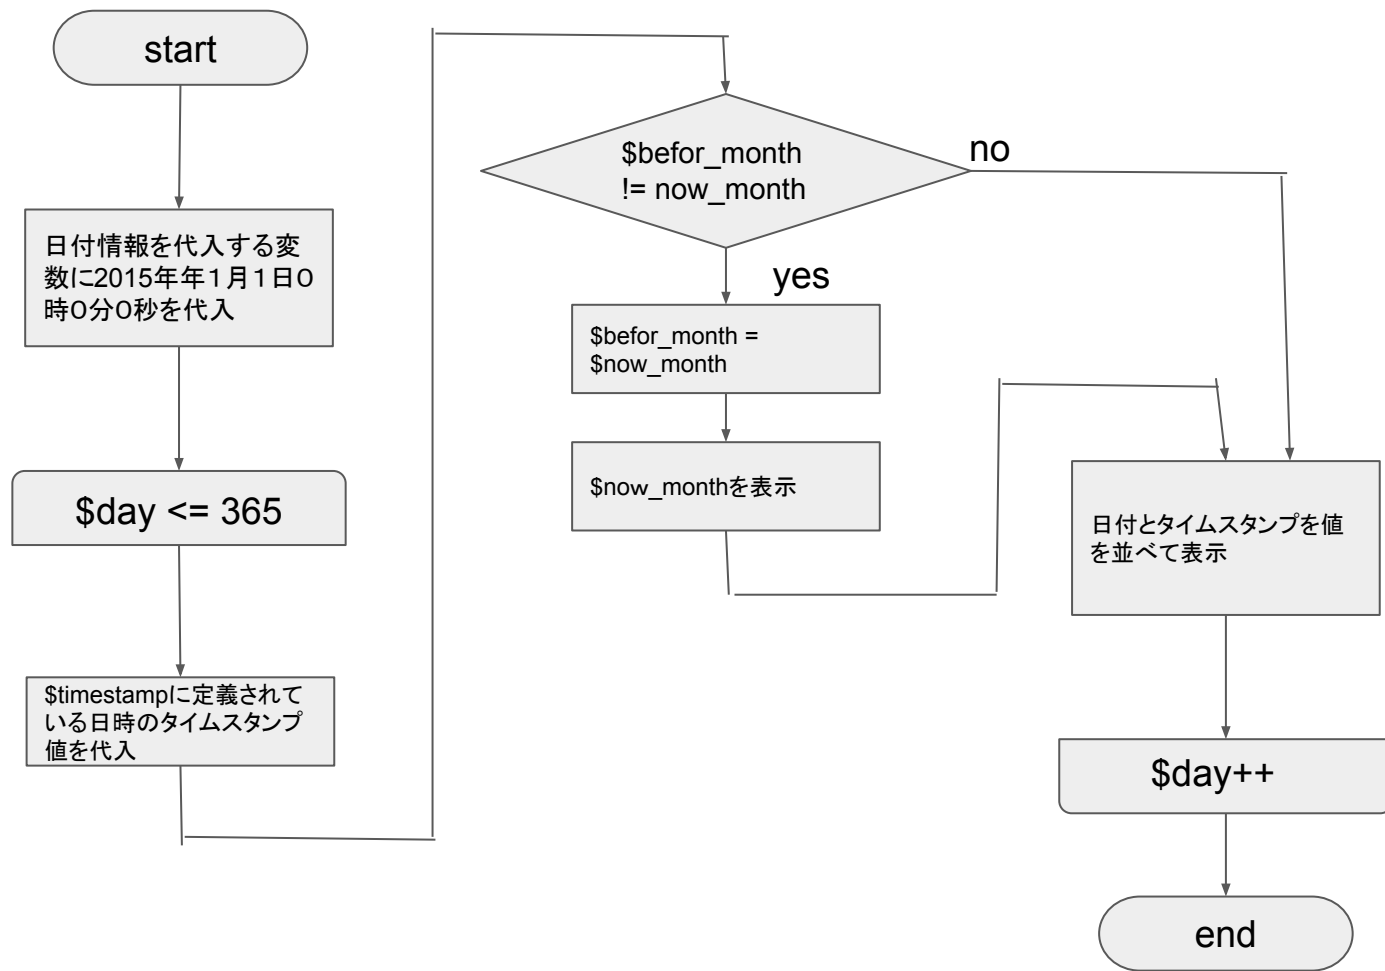 start
日付情報を代入する変
数に2015年年１月１日０
時０分０秒を代入
$day <= 365
$timestampに定義されて
いる日時のタイムスタンプ
値を代入
$befor_month
!= now_month
no
yes
$befor_month =
$now_month
$now_monthを表示
日付とタイムスタンプを値
を並べて表示
$day++
end